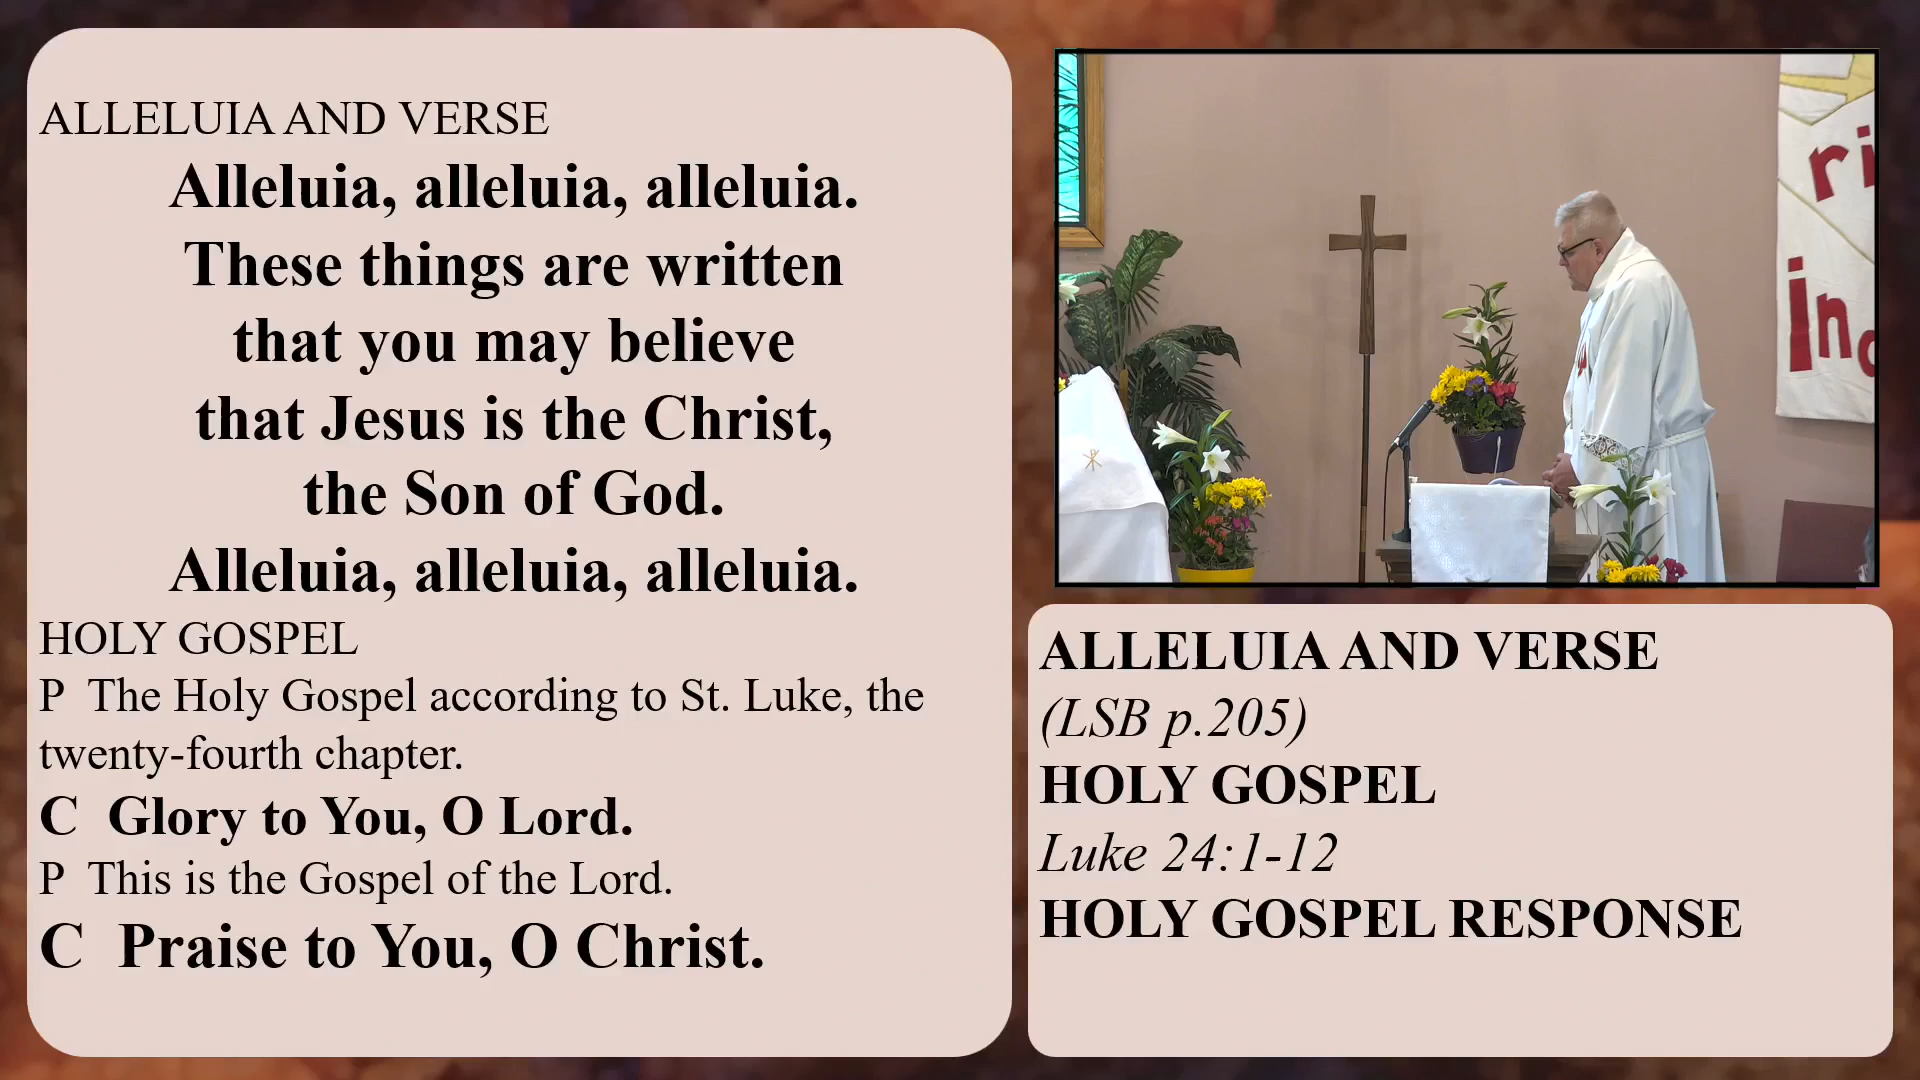 ALLELUIA AND VERSE
Alleluia, alleluia, alleluia.
These things are written
that you may believe
that Jesus is the Christ,
the Son of God.
Alleluia, alleluia, alleluia.
HOLY GOSPEL
P The Holy Gospel according to St. Luke, the
twenty-fourth chapter.
C Glory to You, O Lord.
P This is the Gospel of the Lord.
C Praise to You, O Christ.
ri
ALLELUIA AND VERSE
(LSB p.205)
HOLY GOSPEL
Luke 24:1-12
HOLY GOSPEL RESPONSE